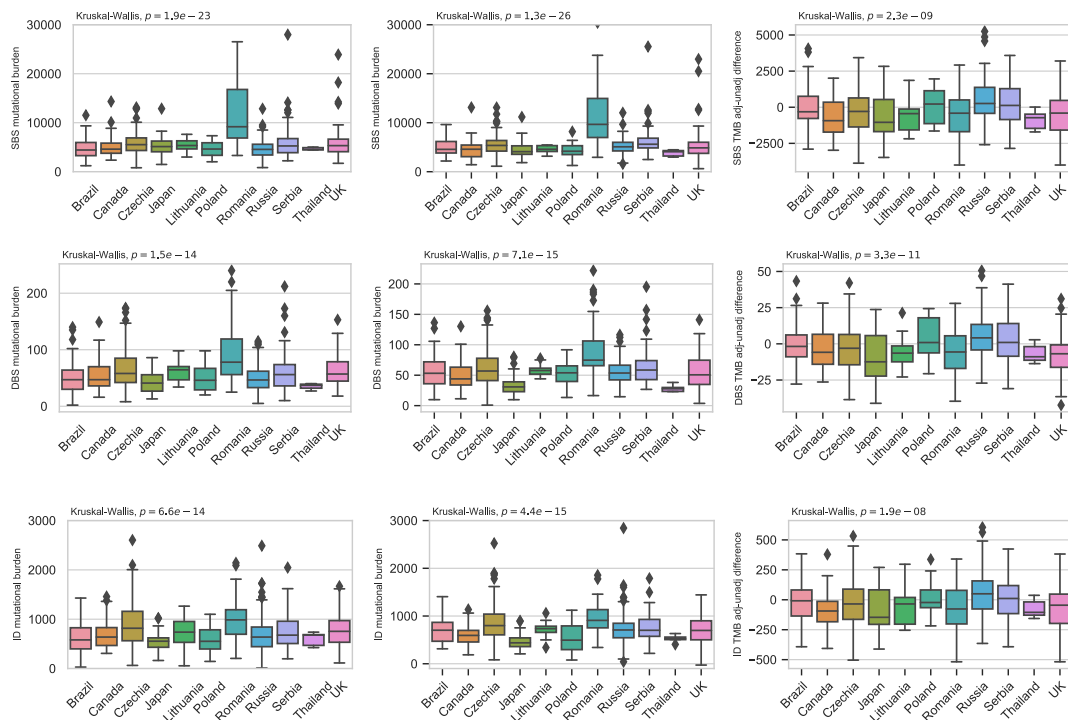 Kruskal-Wallis, p = 1.9e − 23
SBS mutational burden
30000
20000
10000
0
Brazil
Canada
Czechia
Japan
Lithuania
Poland
Romania
Russia
Serbia
Thailand
UK
Kruskal-Wallis, p = 1.3e − 26
SBS mutational burden
30000
20000
10000
0
Brazil
Canada
Czechia
Japan
Lithuania
Poland
Romania
Russia
Serbia
Thailand
UK
Kruskal-Wallis, p = 2.3e − 09
SBS TMB adj-unadj difference
5000
2500
0
−2500
Brazil
Canada
Czechia
Japan
Lithuania
Poland
Romania
Russia
Serbia
Thailand
UK
Kruskal-Wallis, p = 1.5e − 14
DBS mutational burden
200
100
0
Brazil
Canada
Czechia
Japan
Lithuania
Poland
Romania
Russia
Serbia
Thailand
UK
Kruskal-Wallis, p = 7.1e − 15
DBS mutational burden
200
150
100
50
0
Brazil
Canada
Czechia
Japan
Lithuania
Poland
Romania
Russia
Serbia
Thailand
UK
Kruskal-Wallis, p = 3.3e − 11
DBS TMB adj-unadj difference
50
25
0
−25
Brazil
Canada
Czechia
Japan
Lithuania
Poland
Romania
Russia
Serbia
Thailand
UK
Kruskal-Wallis, p = 6.6e − 14
ID mutational burden
3000
2000
1000
0
Brazil
Canada
Czechia
Japan
Lithuania
Poland
Romania
Russia
Serbia
Thailand
UK
Kruskal-Wallis, p = 4.4e − 15
ID mutational burden
3000
2000
1000
0
Brazil
Canada
Czechia
Japan
Lithuania
Poland
Romania
Russia
Serbia
Thailand
UK
Kruskal-Wallis, p = 1.9e − 08
ID TMB adj-unadj difference
500
250
0
−250
−500
Brazil
Canada
Czechia
Japan
Lithuania
Poland
Romania
Russia
Serbia
Thailand
UK